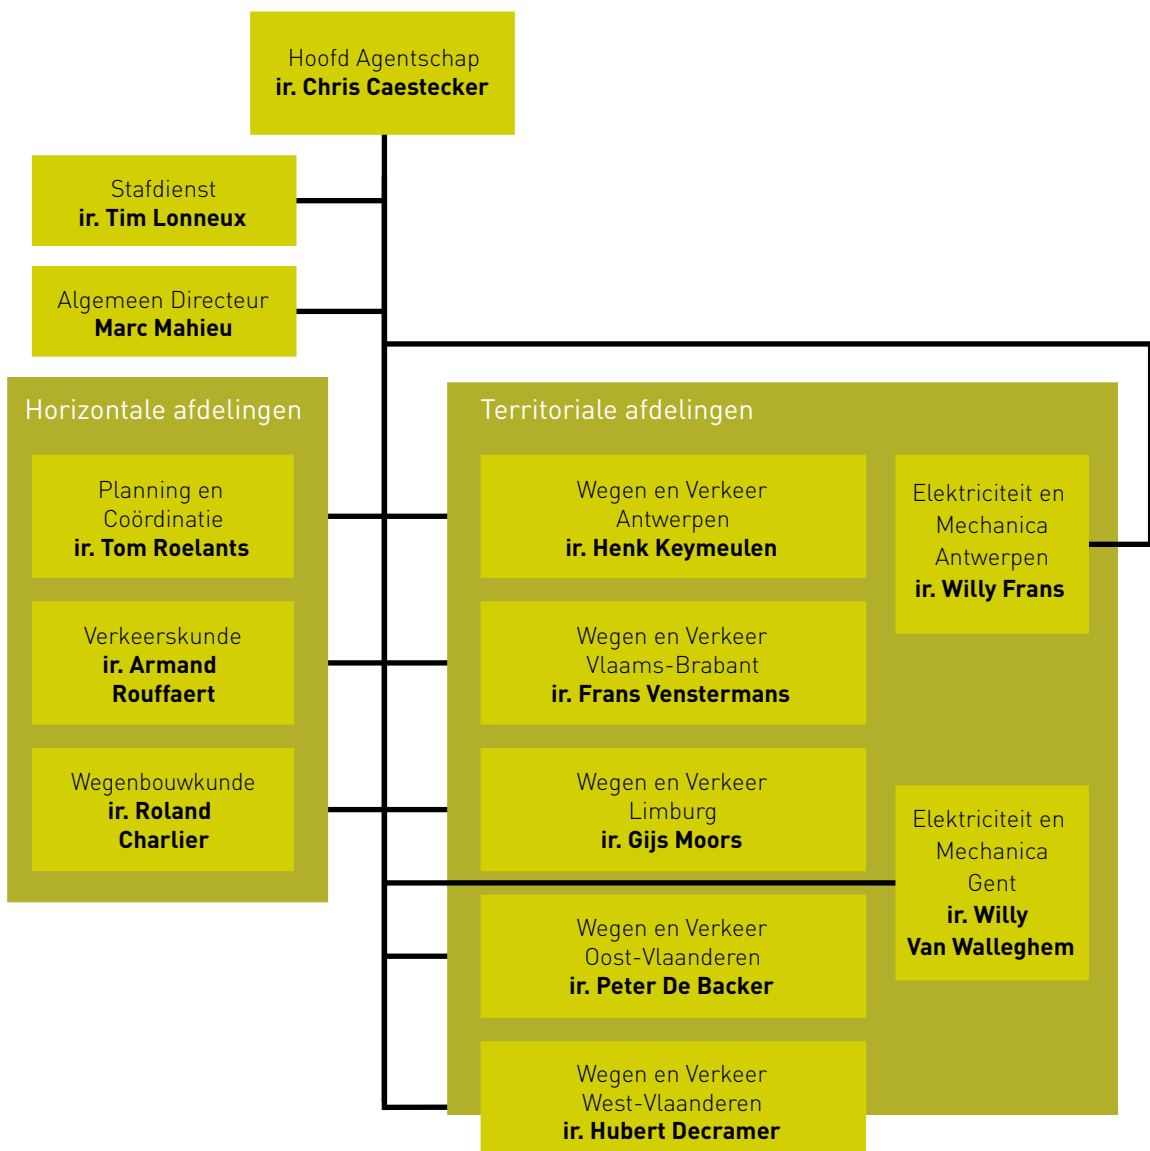 Hoofd Agentschap
ir. Chris Caestecker
Stafdienst
ir. Tim Lonneux
Algemeen Directeur
Marc Mahieu
Horizontale afdelingen
Planning en
Coördinatie
ir. Tom Roelants
Verkeerskunde
ir. Armand
Rouffaert
Wegenbouwkunde
ir. Roland
Charlier
Territoriale afdelingen
Wegen en Verkeer
Antwerpen
ir. Henk Keymeulen
Wegen en Verkeer
Vlaams-Brabant
ir. Frans Venstermans
Wegen en Verkeer
Limburg
ir. Gijs Moors
Wegen en Verkeer
Oost-Vlaanderen
ir. Peter De Backer
Wegen en Verkeer
West-Vlaanderen
ir. Hubert Decramer
Elektriciteit en
Mechanica
Antwerpen
ir. Willy Frans
Elektriciteit en
Mechanica
Gent
ir. Willy
Van Walleghem